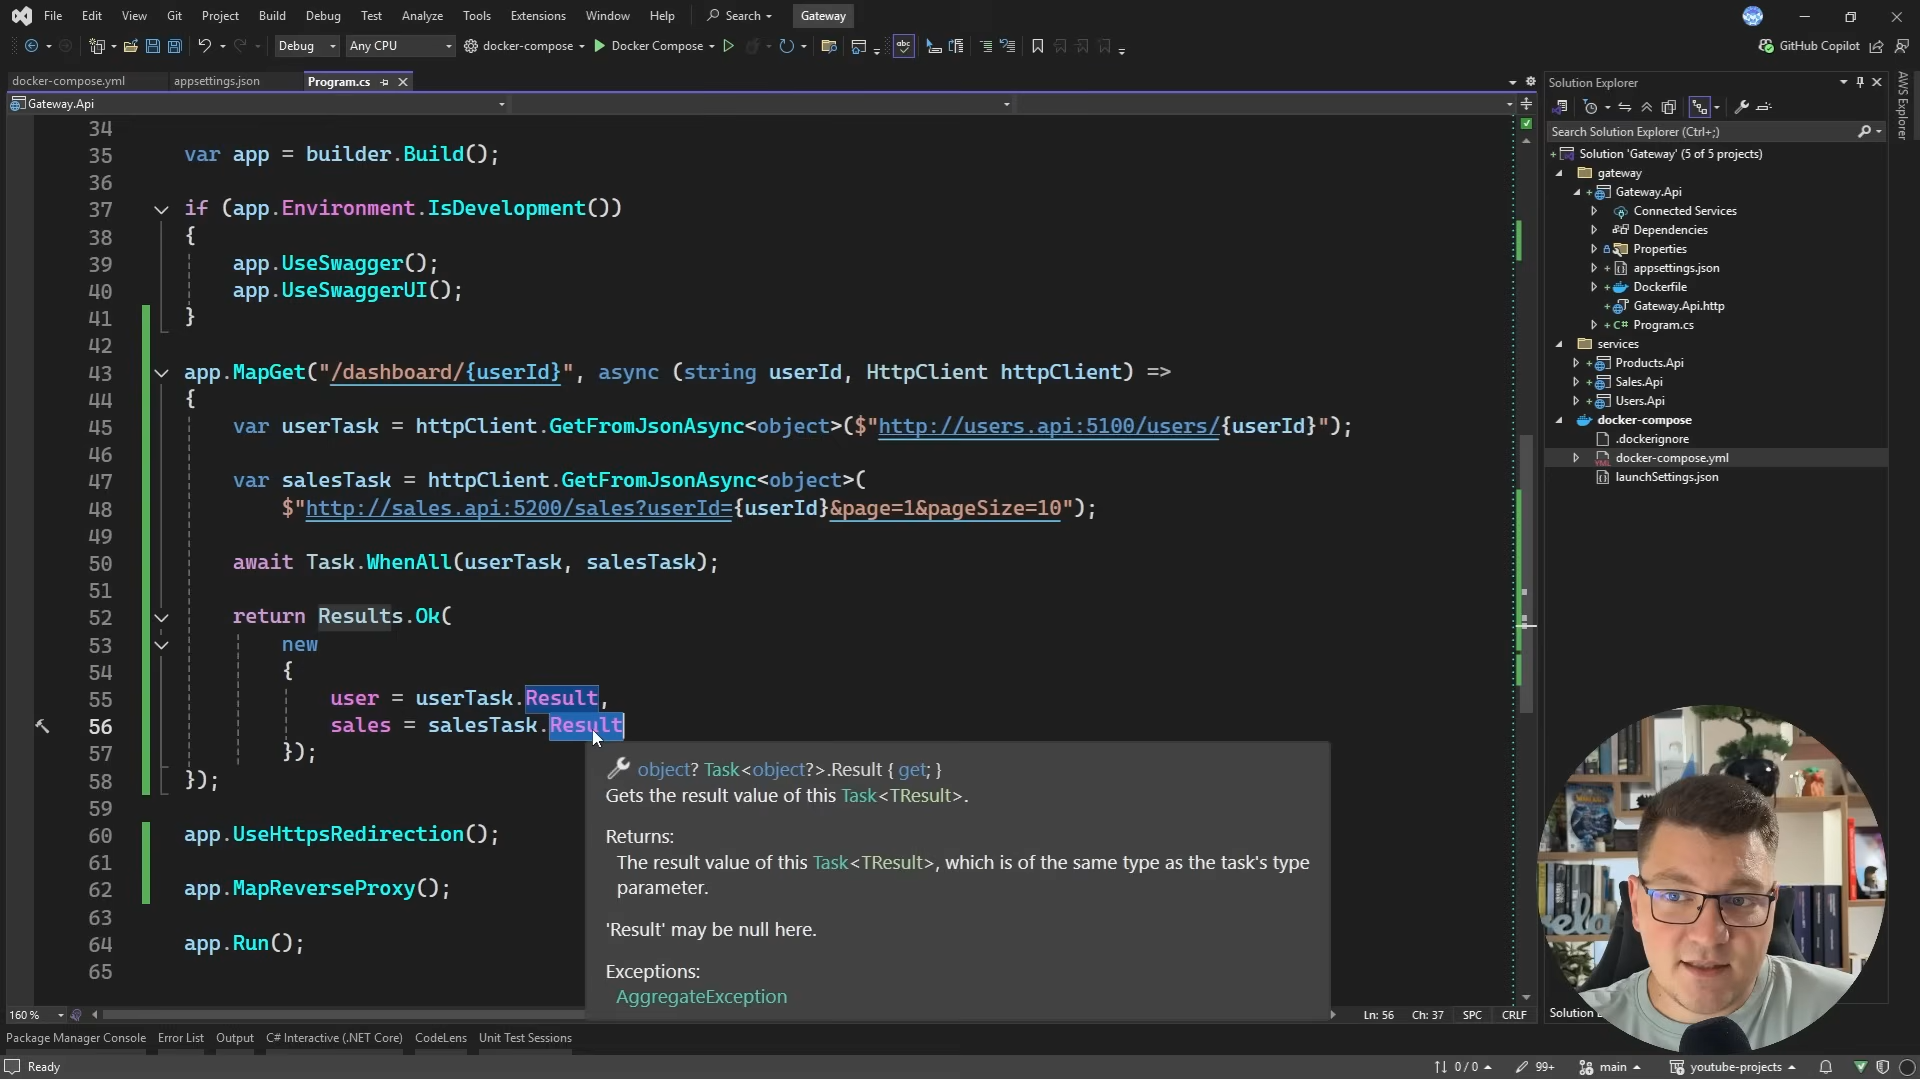 File Edit View Git Project Build Debug Test Analyze Tools Extensions Window Help Search Gateway
Debug Any CPU docker-compose Docker Compose GitHub Copilot
docker-compose.yml appsettings.json Program.cs
Gateway.Api
34
35 var app = builder.Build();
36
37 if (app.Environment.IsDevelopment())
38 {
39 app.UseSwagger();
40 app.UseSwaggerUI();
41 }
42
43 app.MapGet("/dashboard/{userId}", async (string userId, HttpClient httpClient) =>
44 {
45 var userTask = httpClient.GetFromJsonAsync<object>($"http://users.api:5100/users/{userId}");
46
47 var salesTask = httpClient.GetFromJsonAsync<object>(
48 $"http://sales.api:5200/sales?userId={userId}&page=1&pageSize=10");
49
50 await Task.WhenAll(userTask, salesTask);
51
52 return Results.Ok(
53 new
54 {
55 user = userTask.Result,
56 sales = salesTask.Result
57 });
58 });
59
60 app.UseHttpsRedirection();
61
62 app.MapReverseProxy();
63
64 app.Run();
65
object? Task<object?>.Result { get; }
Gets the result value of this Task<TResult>.
Returns:
The result value of this Task<TResult>, which is of the same type as the task's type
parameter.
'Result' may be null here.
Exceptions:
AggregateException
160 % Ln: 56 Ch: 37 SPC CRLF
Package Manager Console Error List Output C# Interactive (.NET Core) CodeLens Unit Test Sessions
Ready 0 / 0 99+ main youtube-projects
Solution Explorer
Search Solution Explorer (Ctrl+;)
Solution 'Gateway' (5 of 5 projects)
gateway
Gateway.Api
Connected Services
Dependencies
Properties
appsettings.json
Dockerfile
Gateway.Api.http
C# Program.cs
services
Products.Api
Sales.Api
Users.Api
docker-compose
.dockerignore
YML docker-compose.yml
launchSettings.json
Solution
AWS Explorer